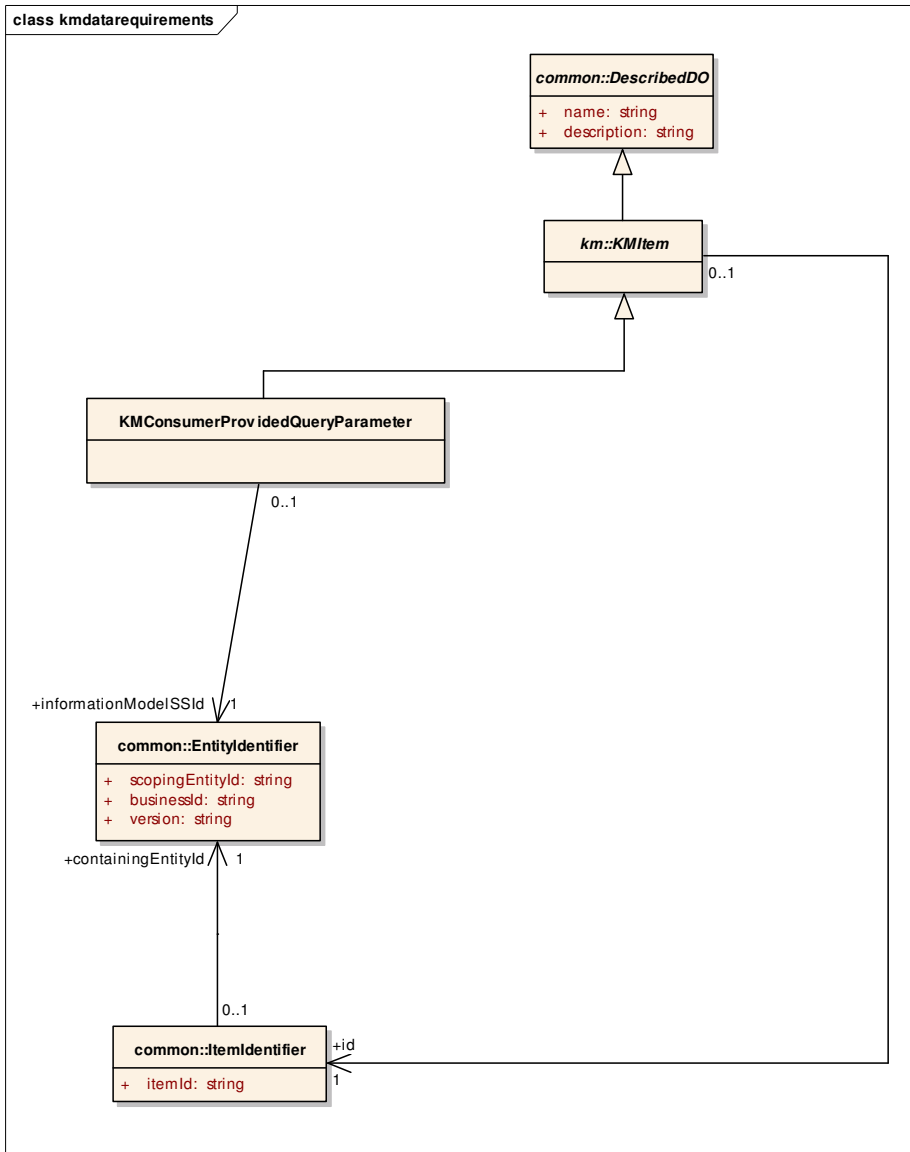 class kmdatarequirements
common::DescribedDO
+ name: string
+ description: string
km::KMItem
0..1
KMConsumerProvidedQueryParameter
0..1
+informationModelSSId 1
common::EntityIdentifier
+ scopingEntityId: string
+ businessId: string
+ version: string
+containingEntityId 1
0..1
common::ItemIdentifier
+ itemId: string
+id
1